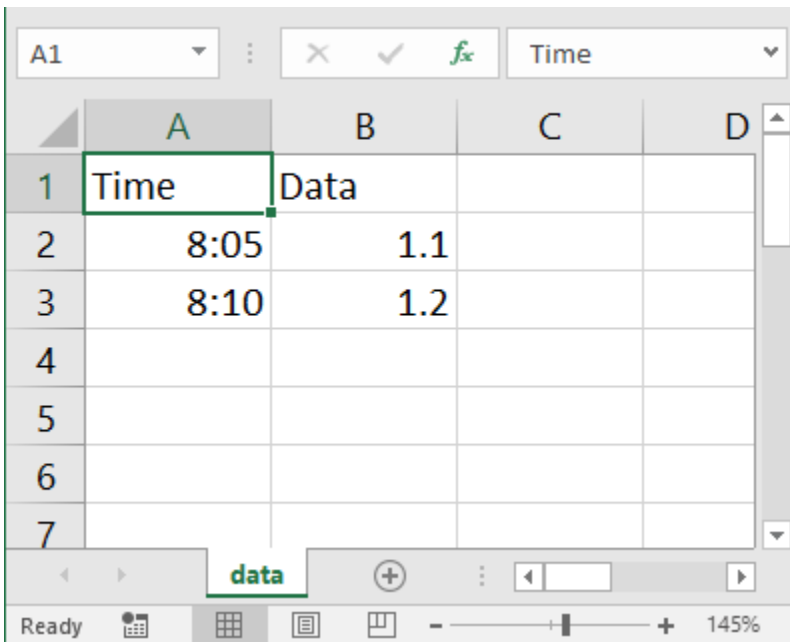 A1 fx Time
A B C D
1 Time Data
2 8:05 1.1
3 8:10 1.2
4
5
6
7
data
Ready 145%